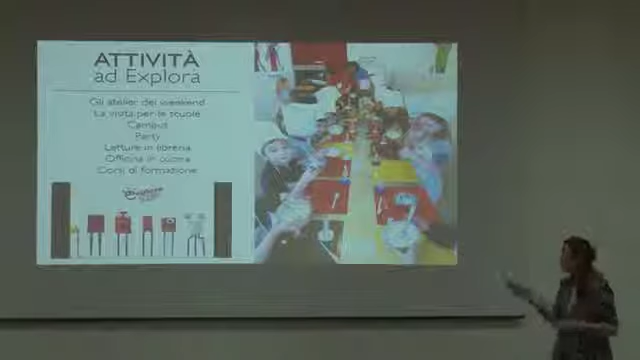 ATTIVITÀ
ad Explora
Gli atelier del weekend
La visita per le scuole
Campus
Party
Letture in libreria
Officina in cucina
Corsi di formazione